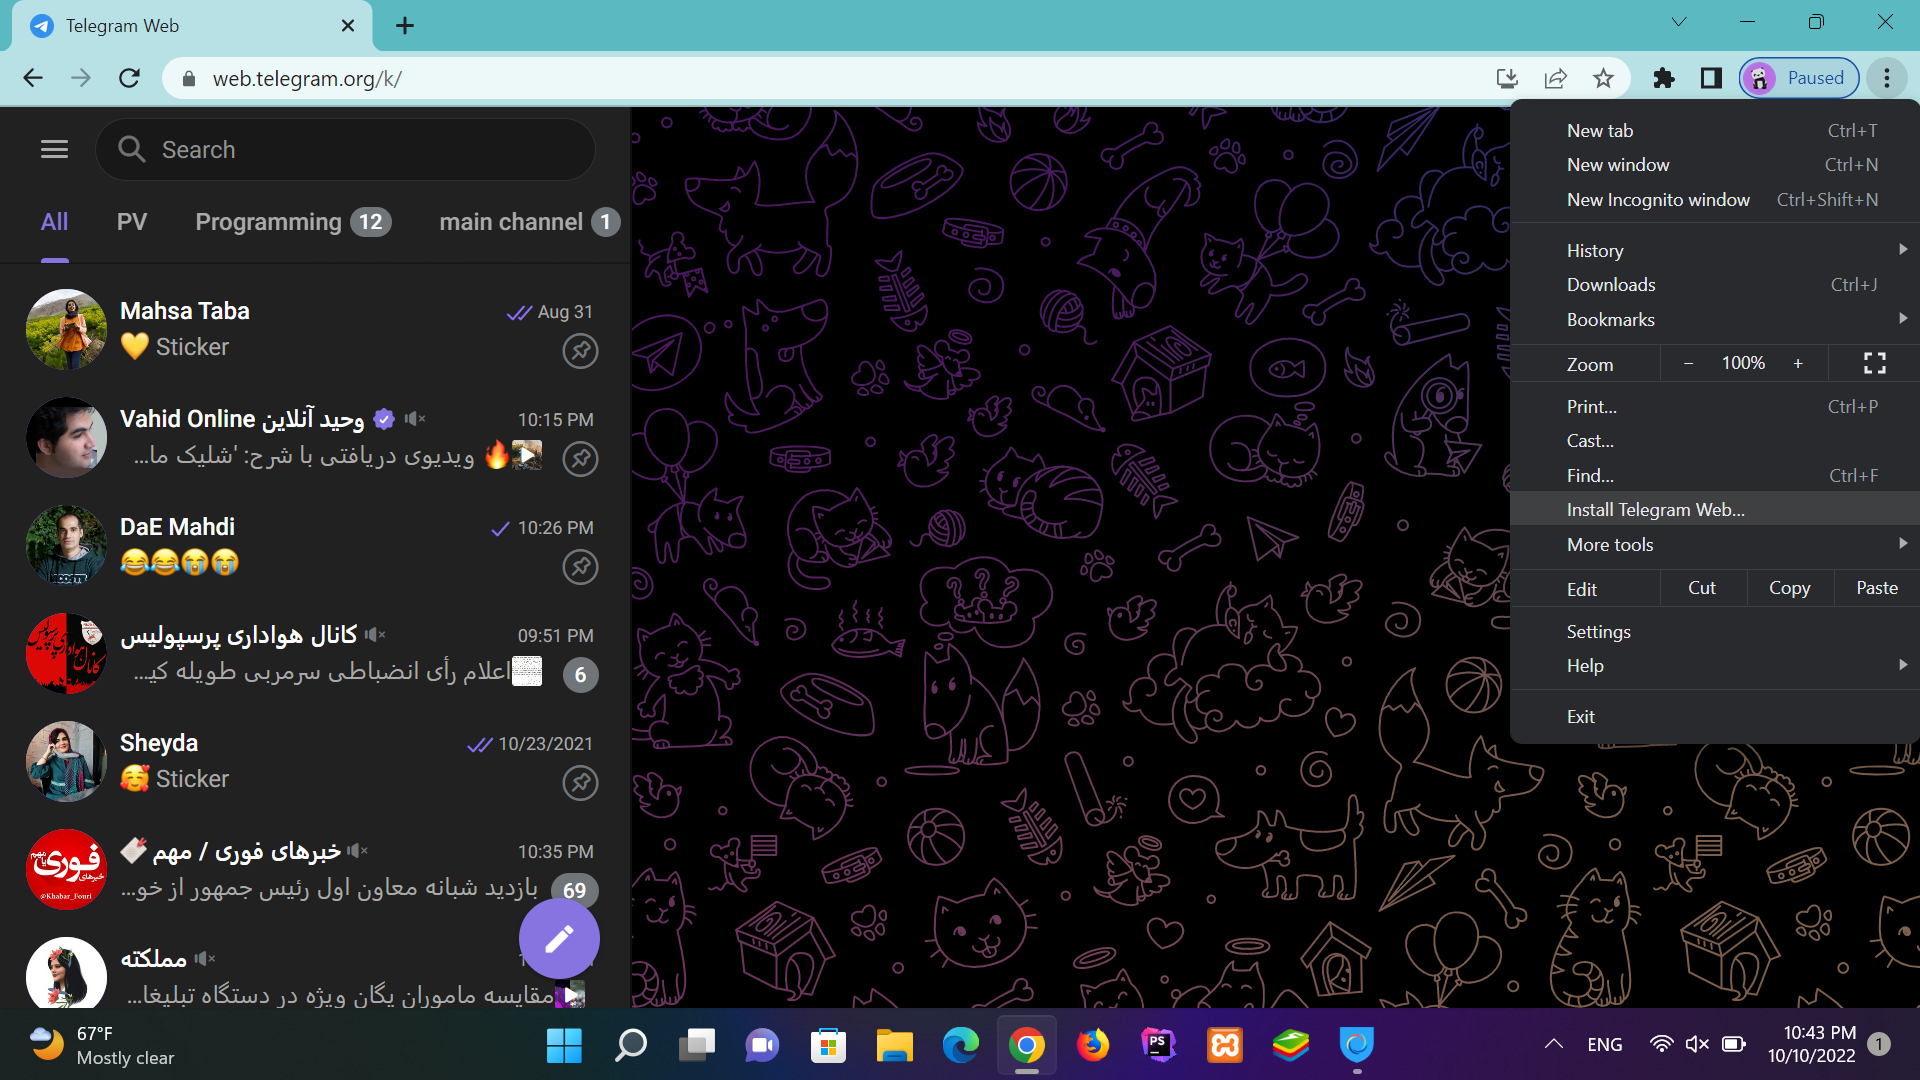 Telegram Web
web.telegram.org/k/
Paused
Search
All PV Programming 12 main channel 1
Mahsa Taba Aug 31
💛 Sticker
Vahid Online وحید آنلاین 10:15 PM
🔥 ویدیوی دریافتی با شرح: 'شلیک ما...
DaE Mahdi 10:26 PM
😂😂😭😭
کانال هواداری پرسپولیس 09:51 PM
اعلام رأی انضباطی سرمربی طویله کیـ... 6
Sheyda 10/23/2021
🥰 Sticker
خبرهای فوری / مهم 10:35 PM
بازدید شبانه معاون اول رئیس جمهور از خو... 69
فوری
مهم
خبرهای
@Khabar_Fouri
مملکته
مقایسه ماموران یگان ویژه در دستگاه تبلیغا...
New tab Ctrl+T
New window Ctrl+N
New Incognito window Ctrl+Shift+N
History
Downloads Ctrl+J
Bookmarks
Zoom − 100% +
Print... Ctrl+P
Cast...
Find... Ctrl+F
Install Telegram Web...
More tools
Edit Cut Copy Paste
Settings
Help
Exit
67°F
Mostly clear
PS
ENG
10:43 PM
10/10/2022
1